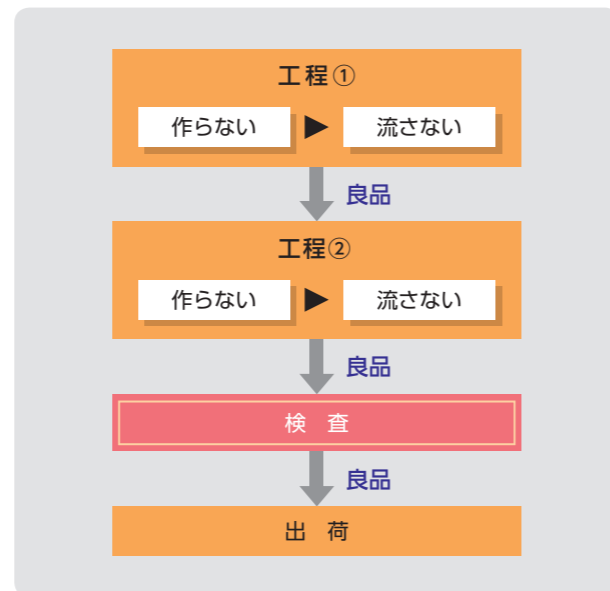 工程①
作らない ▶ 流さない
良品
工程②
作らない ▶ 流さない
良品
検 査
良品
出 荷